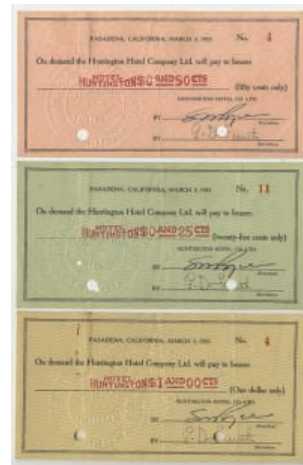 PASADENA, CALIFORNIA, MARCH 3, 1933 No. 4
On demand the Huntington Hotel Company Ltd. will pay to bearer
HOTEL
HUNTINGTON $0 AND 50 CTS (fifty cents only)
HUNTINGTON HOTEL CO. LTD.
BY
BY
PASADENA, CALIFORNIA, MARCH 3, 1933 No. 11
On demand the Huntington Hotel Company Ltd. will pay to bearer
HOTEL
HUNTINGTON $0 AND 25 CTS (twenty-five cents only)
HUNTINGTON HOTEL CO. LTD.
BY
BY
PASADENA, CALIFORNIA, MARCH 3, 1933 No. 4
On demand the Huntington Hotel Company Ltd. will pay to bearer
HOTEL
HUNTINGTON $1 AND 00 CTS (One dollar only)
HUNTINGTON HOTEL CO. LTD.
BY
BY